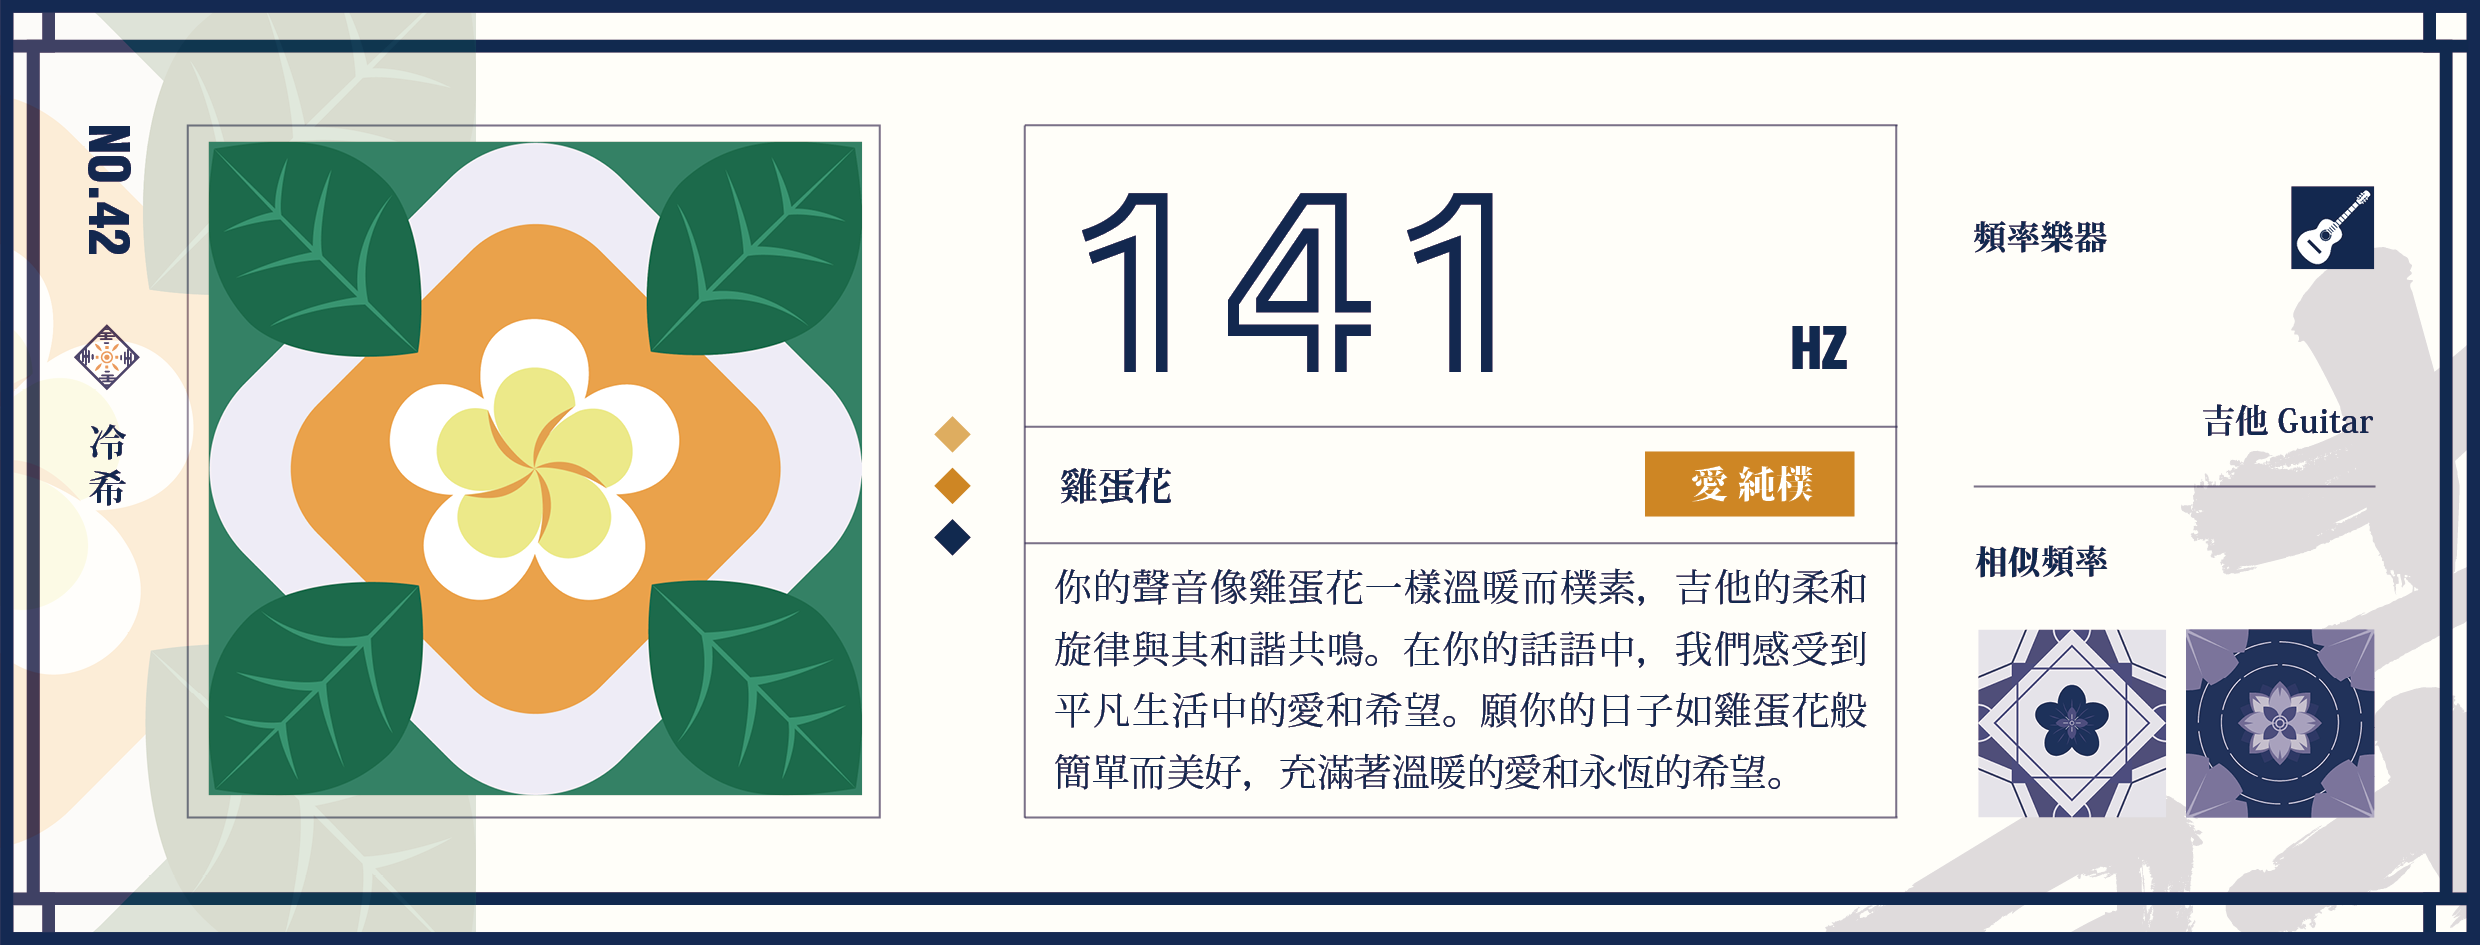 NO.42
冷希
141
HZ
雞蛋花
愛 純樸
你的聲音像雞蛋花一樣溫暖而樸素，吉他的柔和
旋律與其和諧共鳴。在你的話語中，我們感受到
平凡生活中的愛和希望。願你的日子如雞蛋花般
簡單而美好，充滿著溫暖的愛和永恆的希望。
頻率樂器
吉他 Guitar
相似頻率